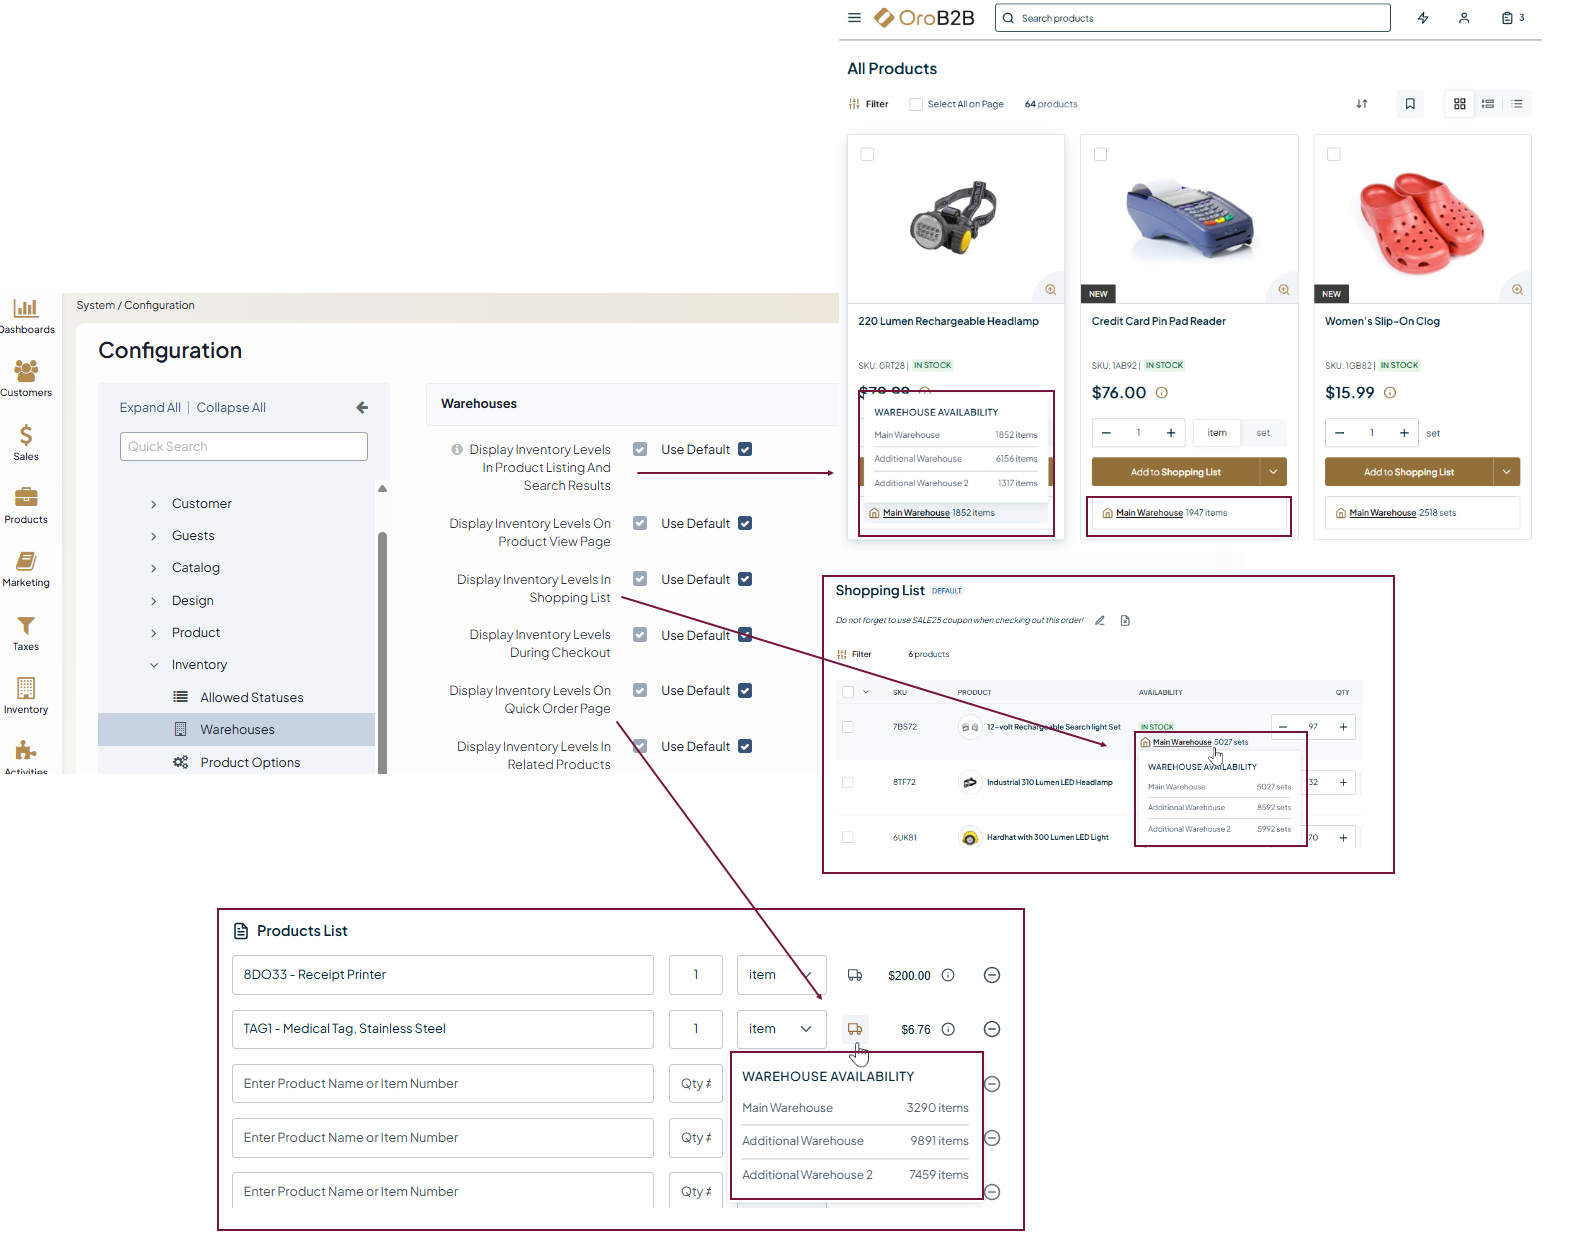 OroB2B
Search products
3
All Products
Filter
Select All on Page
64 products
NEW
NEW
220 Lumen Rechargeable Headlamp
Credit Card Pin Pad Reader
Women's Slip-On Clog
SKU: 0RT28 | IN STOCK
SKU: 1AB92 | IN STOCK
SKU: 1GB82 | IN STOCK
$76.00
$15.99
WAREHOUSE AVAILABILITY
Main Warehouse 1852 items
Additional Warehouse 6156 items
Additional Warehouse 2 1317 items
Main Warehouse 1852 items
1
item
set
1
set
Add to Shopping List
Add to Shopping List
Main Warehouse 1947 items
Main Warehouse 2518 sets
System / Configuration
Dashboards
Customers
Sales
Products
Marketing
Taxes
Inventory
Activities
Configuration
Expand All | Collapse All
Quick Search
Customer
Guests
Catalog
Design
Product
Inventory
Allowed Statuses
Warehouses
Product Options
Warehouses
Display Inventory Levels
In Product Listing And
Search Results
Use Default
Display Inventory Levels On
Product View Page
Use Default
Display Inventory Levels In
Shopping List
Use Default
Display Inventory Levels
During Checkout
Use Default
Display Inventory Levels On
Quick Order Page
Use Default
Display Inventory Levels In
Related Products
Use Default
Shopping List DEFAULT
Do not forget to use SALE25 coupon when checking out this order!
Filter
6 products
SKU PRODUCT AVAILABILITY QTY
7BS72 12-volt Rechargeable Search light Set IN STOCK 97
Main Warehouse 5027 sets
WAREHOUSE AVAILABILITY
Main Warehouse 5027 sets
Additional Warehouse 8592 sets
Additional Warehouse 2 5992 sets
8TF72 Industrial 310 Lumen LED Headlamp 32
6UK81 Hardhat with 300 Lumen LED Light 70
Products List
8DO33 - Receipt Printer 1 item $200.00
TAG1 - Medical Tag, Stainless Steel 1 item $6.76
Enter Product Name or Item Number Qty #
Enter Product Name or Item Number Qty #
Enter Product Name or Item Number Qty #
WAREHOUSE AVAILABILITY
Main Warehouse 3290 items
Additional Warehouse 9891 items
Additional Warehouse 2 7459 items